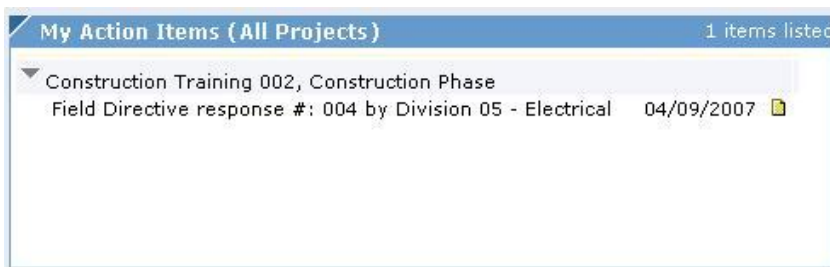 My Action Items (All Projects) 1 items listed
Construction Training 002, Construction Phase
Field Directive response #: 004 by Division 05 - Electrical 04/09/2007